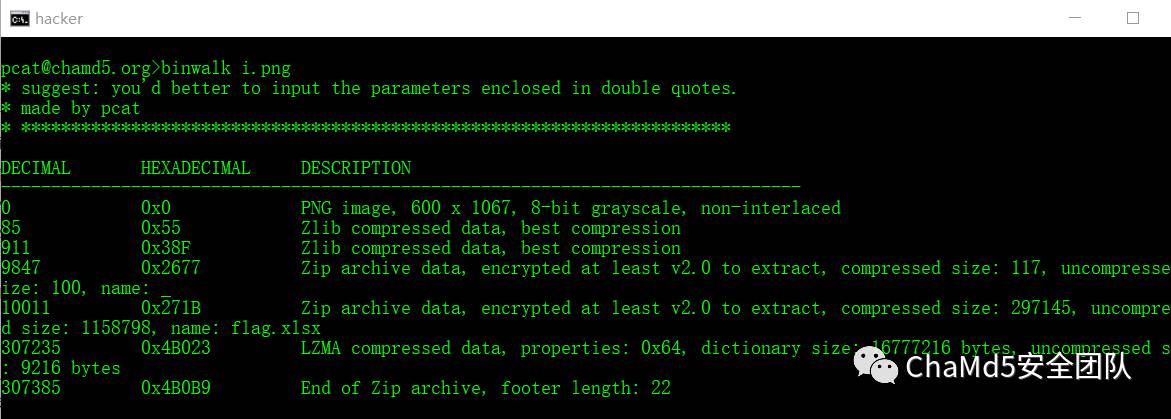 hacker
pcat@chamd5.org>binwalk i.png
* suggest: you'd better to input the parameters enclosed in double quotes.
* made by pcat
* ***********************************************************************
DECIMAL HEXADECIMAL DESCRIPTION
--------------------------------------------------------------------------------
0 0x0 PNG image, 600 x 1067, 8-bit grayscale, non-interlaced
85 0x55 Zlib compressed data, best compression
911 0x38F Zlib compressed data, best compression
9847 0x2677 Zip archive data, encrypted at least v2.0 to extract, compressed size: 117, uncompresse
ize: 100, name: _
10011 0x271B Zip archive data, encrypted at least v2.0 to extract, compressed size: 297145, uncompre
d size: 1158798, name: flag.xlsx
307235 0x4B023 LZMA compressed data, properties: 0x64, dictionary size: 16777216 bytes, uncompressed s
: 9216 bytes
307385 0x4B0B9 End of Zip archive, footer length: 22
ChaMd5安全团队